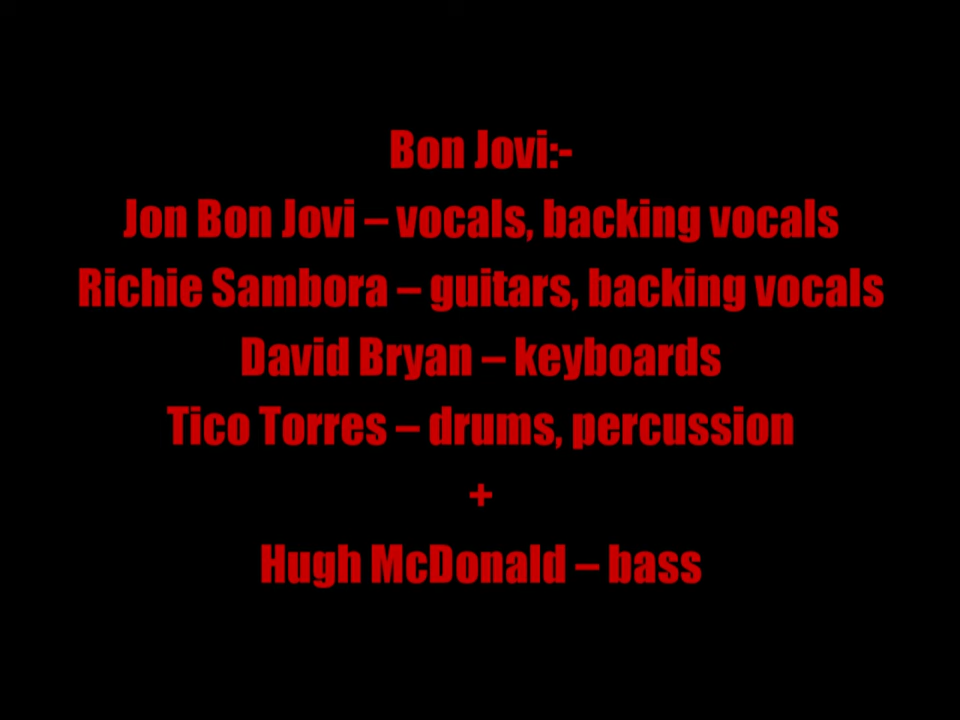 Bon Jovi:-
Jon Bon Jovi – vocals, backing vocals
Richie Sambora – guitars, backing vocals
David Bryan – keyboards
Tico Torres – drums, percussion
+
Hugh McDonald – bass